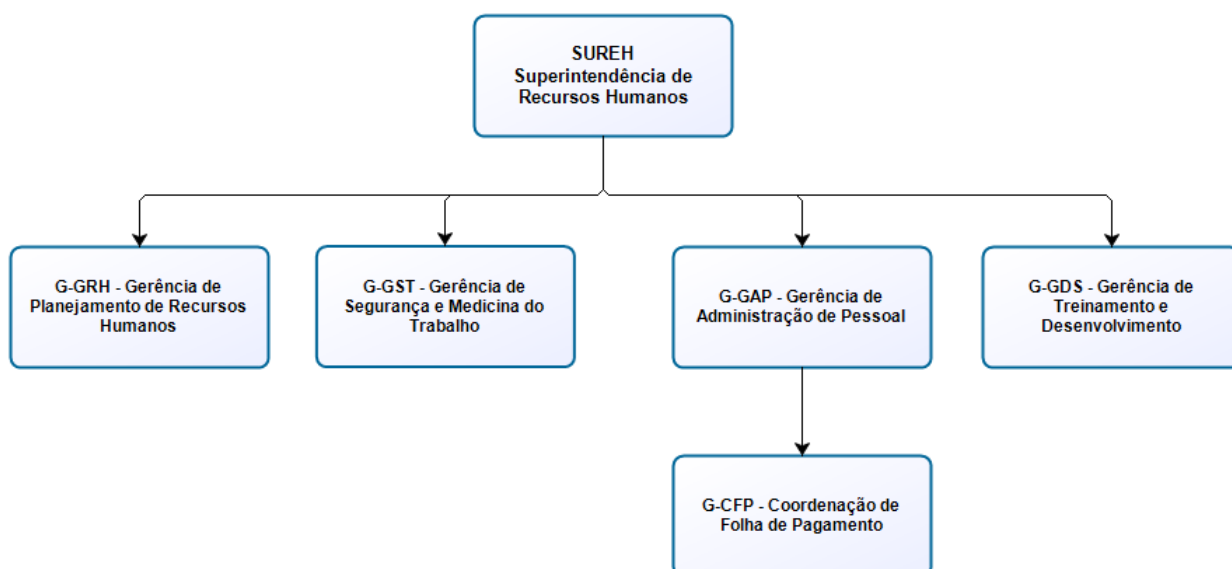 SUREH
Superintendência de
Recursos Humanos
G-GRH - Gerência de
Planejamento de Recursos
Humanos
G-GST - Gerência de
Segurança e Medicina do
Trabalho
G-GAP - Gerência de
Administração de Pessoal
G-GDS - Gerência de
Treinamento e
Desenvolvimento
G-CFP - Coordenação de
Folha de Pagamento